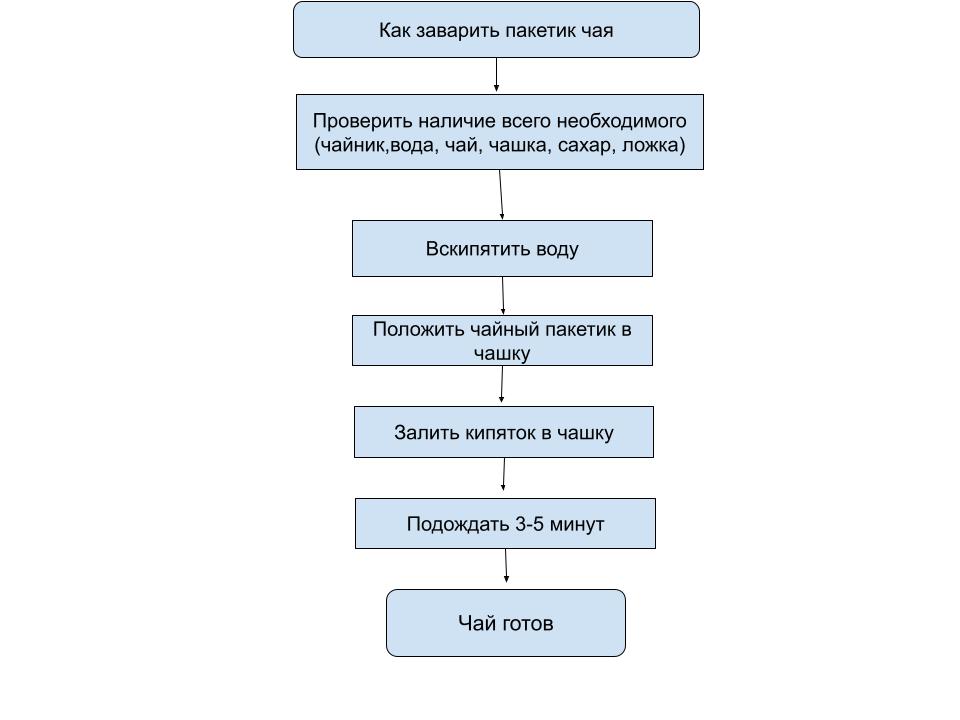 Как заварить пакетик чая
Проверить наличие всего необходимого
(чайник,вода, чай, чашка, сахар, ложка)
Вскипятить воду
Положить чайный пакетик в
чашку
Залить кипяток в чашку
Подождать 3-5 минут
Чай готов